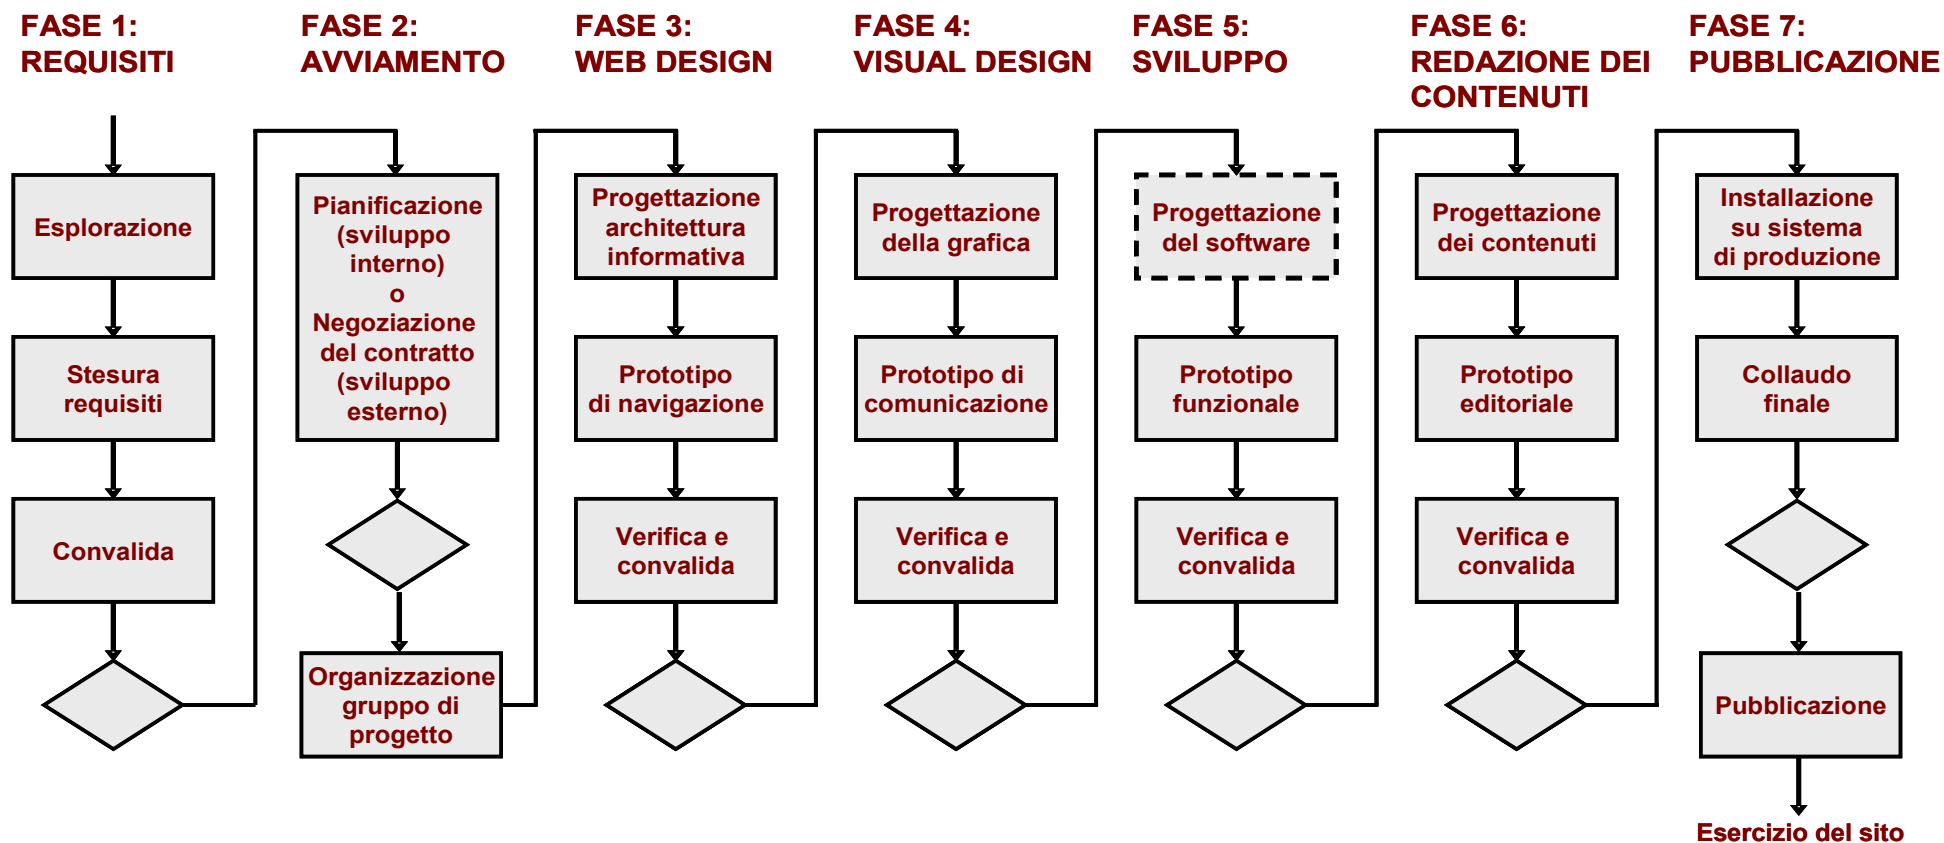 FASE 1:
REQUISITI
FASE 2:
AVVIAMENTO
FASE 3:
WEB DESIGN
FASE 4:
VISUAL DESIGN
FASE 5:
SVILUPPO
FASE 6:
REDAZIONE DEI
CONTENUTI
FASE 7:
PUBBLICAZIONE
Esplorazione
Stesura
requisiti
Convalida
Pianificazione
(sviluppo
interno)
o
Negoziazione
del contratto
(sviluppo
esterno)
Organizzazione
gruppo di
progetto
Progettazione
architettura
informativa
Prototipo
di navigazione
Verifica e
convalida
Progettazione
della grafica
Prototipo di
comunicazione
Verifica e
convalida
Progettazione
del software
Prototipo
funzionale
Verifica e
convalida
Progettazione
dei contenuti
Prototipo
editoriale
Verifica e
convalida
Installazione
su sistema
di produzione
Collaudo
finale
Pubblicazione
Esercizio del sito